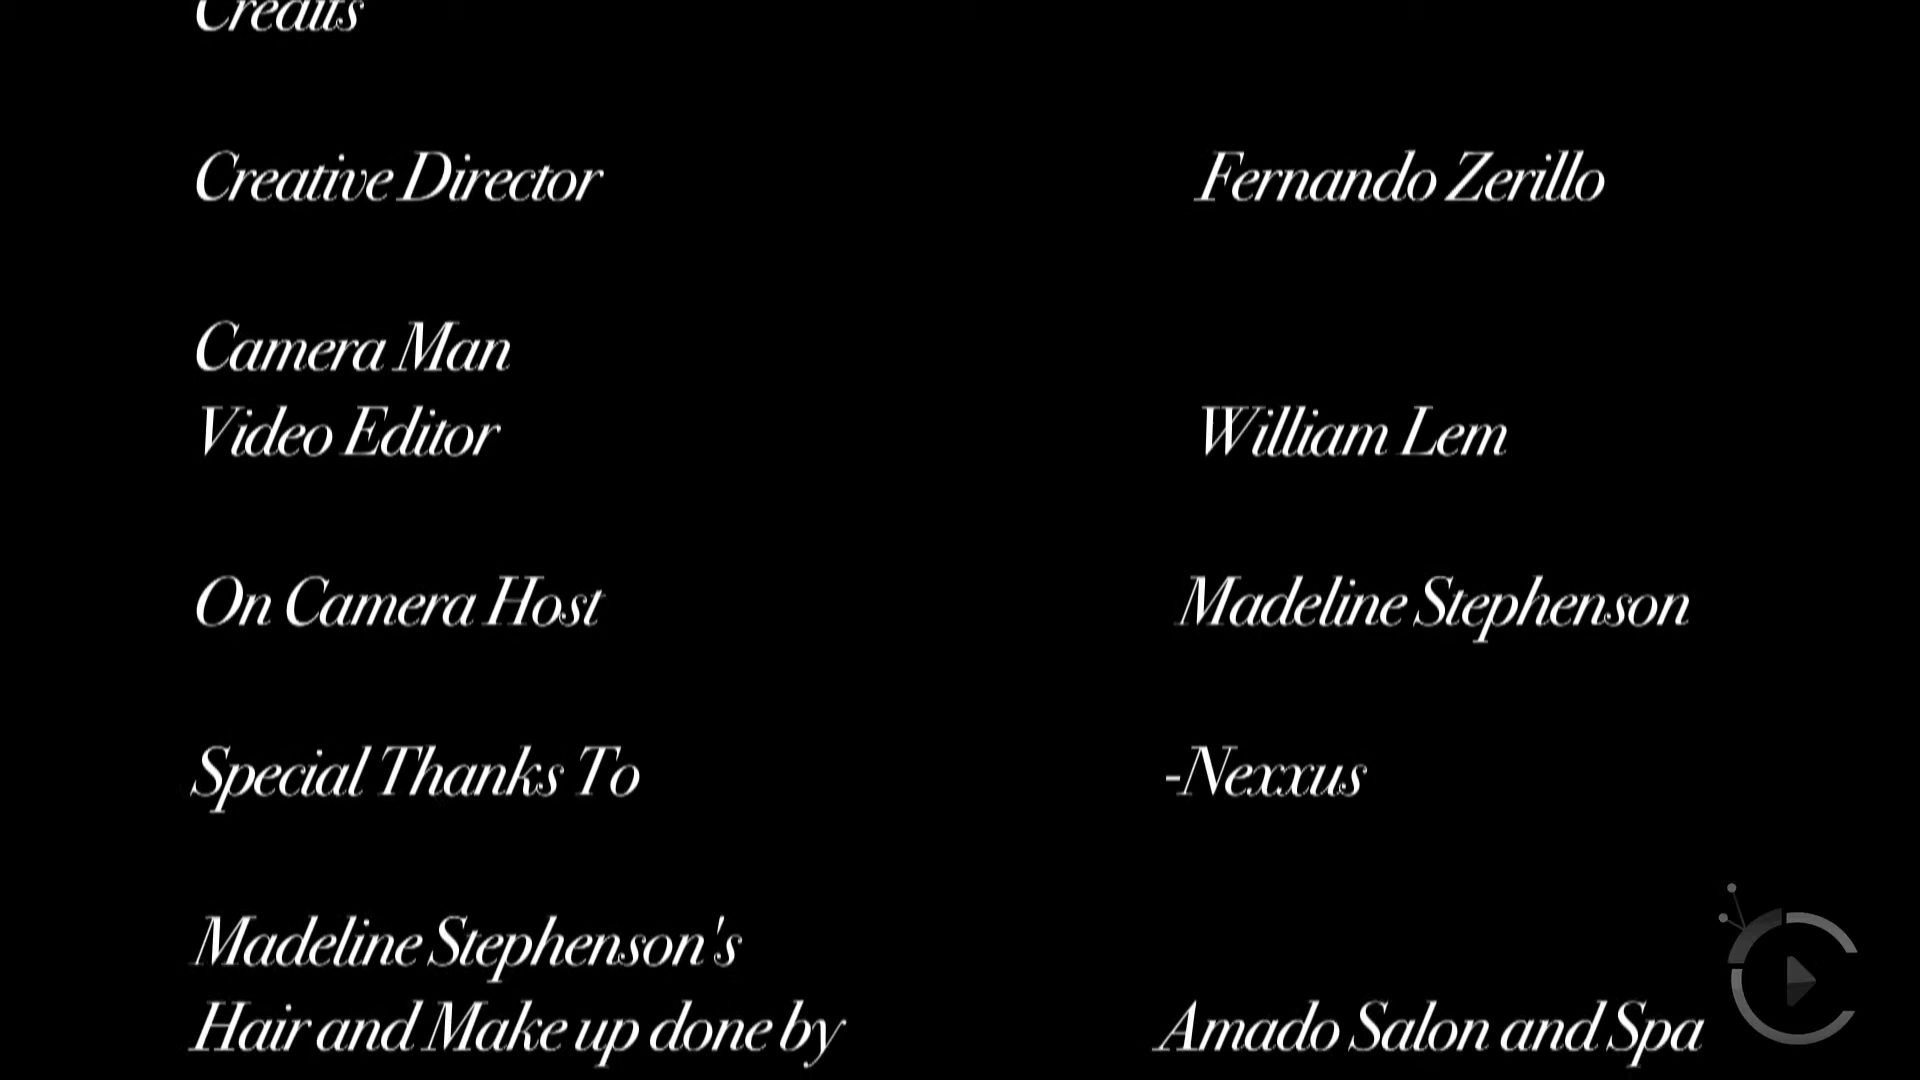 Credits
Creative Director Fernando Zerillo
Camera Man
Video Editor William Lem
On Camera Host Madeline Stephenson
Special Thanks To -Nexxus
Madeline Stephenson's
Hair and Make up done by Amado Salon and Spa